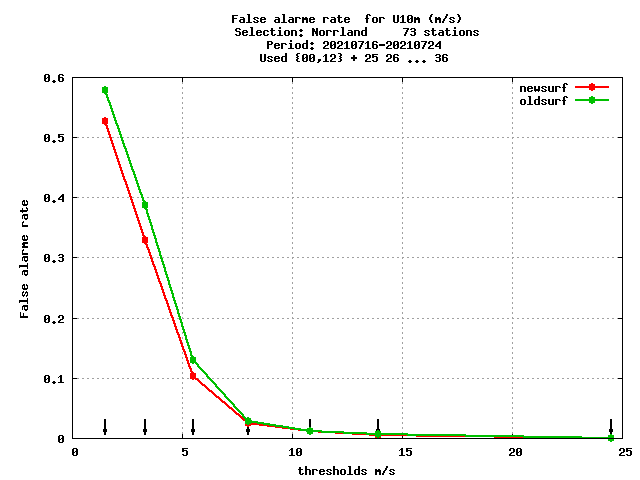 False alarme rate  for U10m (m/s)
Selection: Norrland     73 stations
Period: 20210716-20210724
Used {00,12} + 25 26 ... 36
newsurf
oldsurf
0.6
0.5
0.4
0.3
0.2
0.1
0
False alarme rate
0 5 10 15 20 25
thresholds m/s